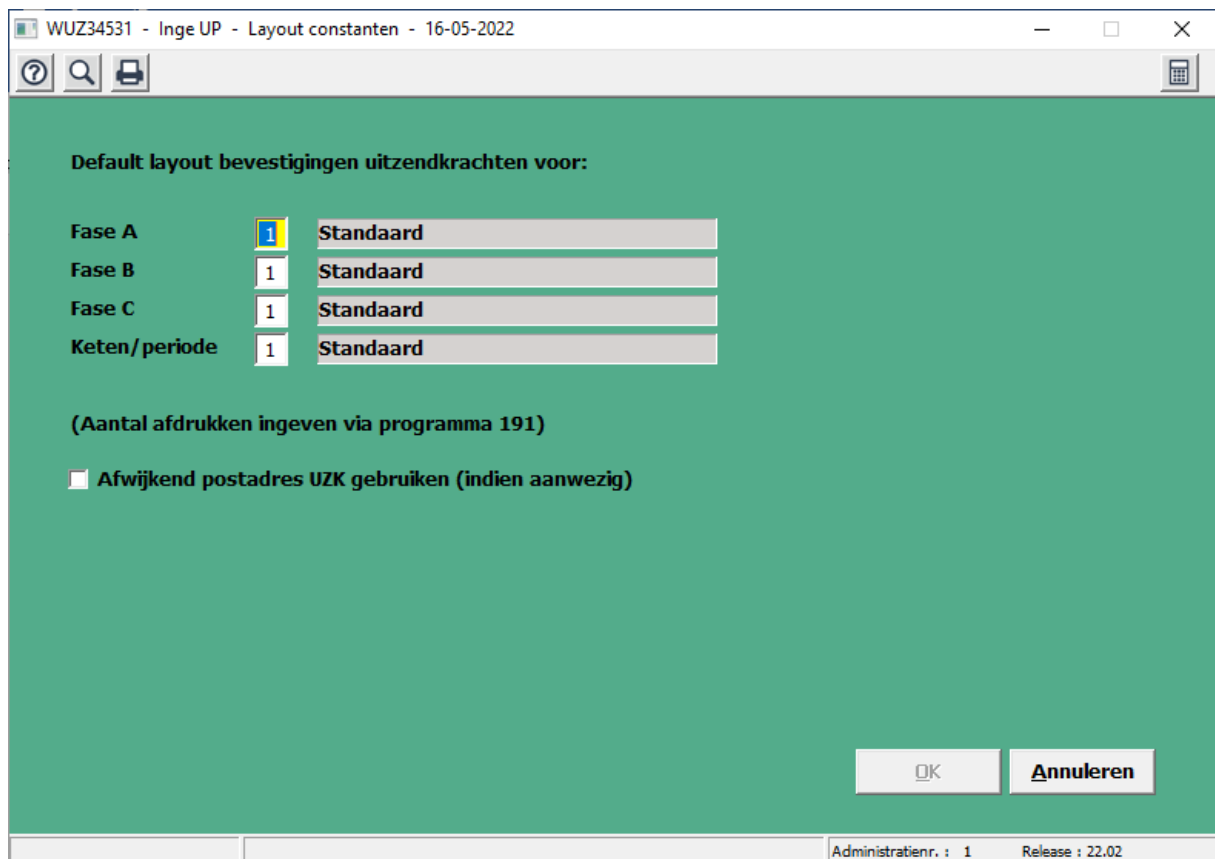 WUZ34531 - Inge UP - Layout constanten - 16-05-2022
Default layout bevestigingen uitzendkrachten voor:
Fase A 1 Standaard
Fase B 1 Standaard
Fase C 1 Standaard
Keten/periode 1 Standaard
(Aantal afdrukken ingeven via programma 191)
Afwijkend postadres UZK gebruiken (indien aanwezig)
OK Annuleren
Administratienr. : 1 Release : 22.02